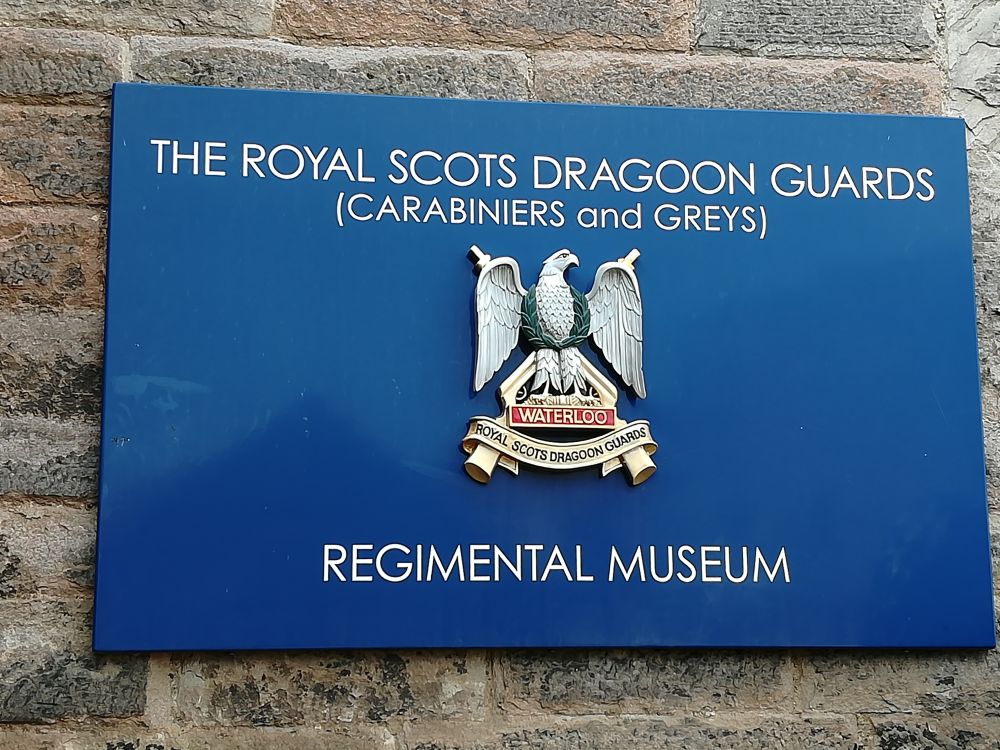 THE ROYAL SCOTS DRAGOON GUARDS
(CARABINIERS and GREYS)
WATERLOO
ROYAL SCOTS DRAGOON GUARDS
REGIMENTAL MUSEUM